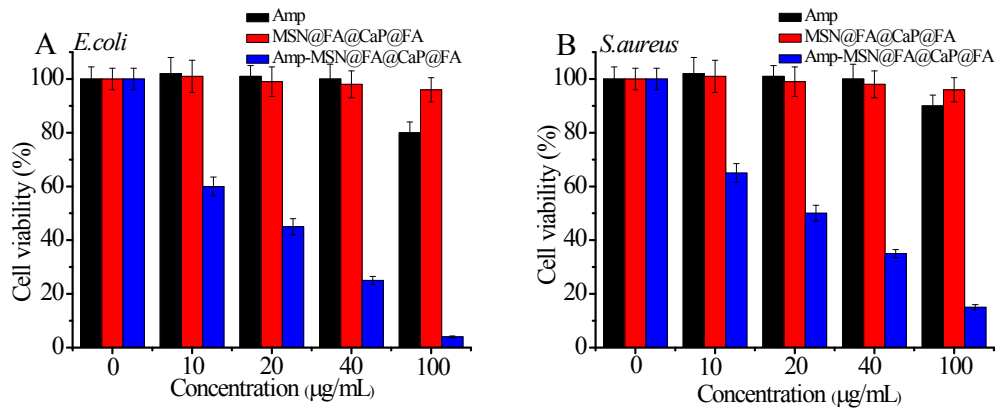 A
E.coli
Amp
MSN@FA@CaP@FA
Amp-MSN@FA@CaP@FA
Cell viability (%)
100
80
60
40
20
0
0 10 20 40 100
Concentration (μg/mL)
B
S.aureus
Amp
MSN@FA@CaP@FA
Amp-MSN@FA@CaP@FA
Cell viability (%)
100
80
60
40
20
0
0 10 20 40 100
Concentration (μg/mL)